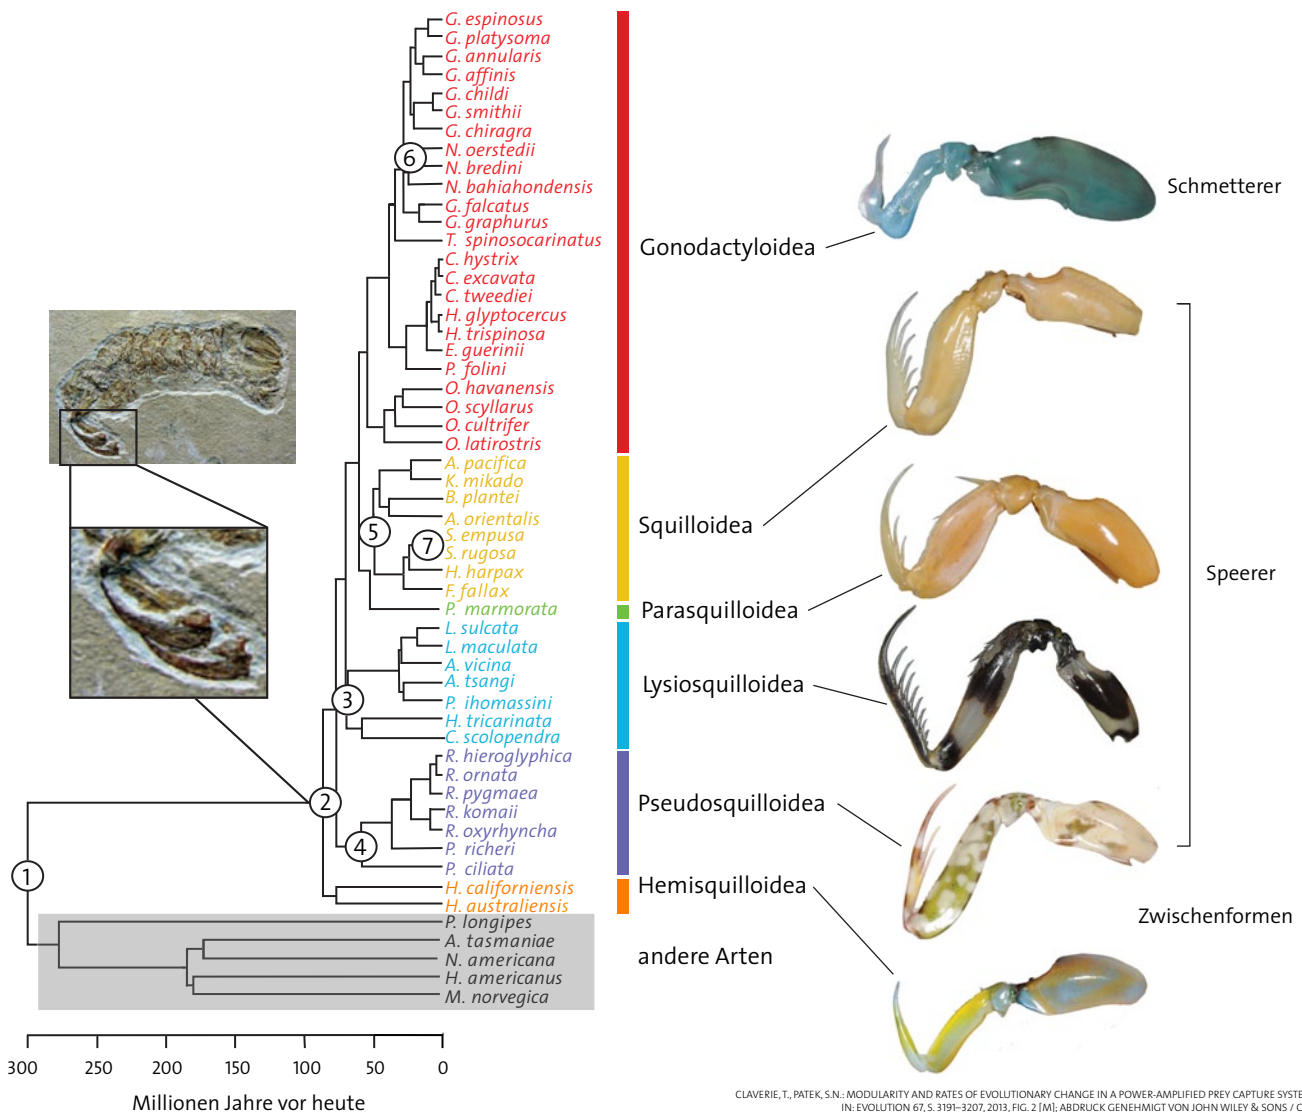 G. espinosus
G. platysoma
G. annularis
G. affinis
G. childi
G. smithii
G. chiragra
N. oerstedii
N. bredini
N. bahiahondensis
G. falcatus
G. graphurus
T. spinosocarinatus
C. hystrix
C. excavata
C. tweediei
H. glyptocercus
H. trispinosa
E. guerinii
P. folini
O. havanensis
O. scyllarus
O. cultrifer
O. latirostris
A. pacifica
K. mikado
B. plantei
A. orientalis
S. empusa
S. rugosa
H. harpax
F. fallax
P. marmorata
L. sulcata
L. maculata
A. vicina
A. tsangi
P. ihomassini
H. tricarinata
C. scolopendra
R. hieroglyphica
R. ornata
R. pygmaea
R. komaii
R. oxyrhyncha
P. richeri
P. ciliata
H. californiensis
H. australiensis
P. longipes
A. tasmaniae
N. americana
H. americanus
M. norvegica
1
2
3
4
5
6
7
Gonodactyloidea
Squilloidea
Parasquilloidea
Lysiosquilloidea
Pseudosquilloidea
Hemisquilloidea
andere Arten
Schmetterer
Speerer
Zwischenformen
300 250 200 150 100 50 0
Millionen Jahre vor heute
CLAVERIE, T., PATEK, S.N.: MODULARITY AND RATES OF EVOLUTIONARY CHANGE IN A POWER-AMPLIFIED PREY CAPTURE SYSTE
IN: EVOLUTION 67, S. 3191–3207, 2013, FIG. 2 [M]; ABDRUCK GENEHMIGT VON JOHN WILEY & SONS / C